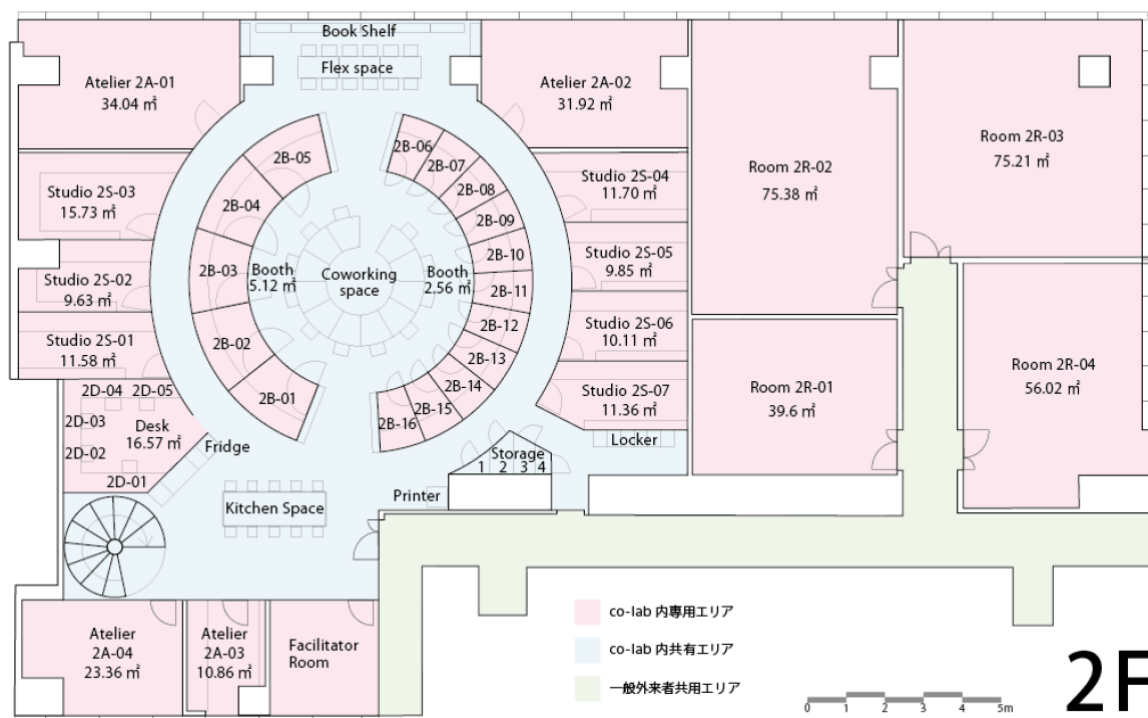 Book Shelf
Flex space
Atelier 2A-01
34.04 ㎡
Atelier 2A-02
31.92 ㎡
Room 2R-02
75.38 ㎡
Room 2R-03
75.21 ㎡
2B-05
2B-06
2B-07
2B-08
2B-04
2B-09
2B-03
2B-10
2B-11
2B-02
2B-12
2B-13
2B-01
2B-14
2B-15
2B-16
Studio 2S-03
15.73 ㎡
Studio 2S-04
11.70 ㎡
Studio 2S-02
9.63 ㎡
Booth
5.12 ㎡
Coworking
space
Booth
2.56 ㎡
Studio 2S-05
9.85 ㎡
Studio 2S-01
11.58 ㎡
Studio 2S-06
10.11 ㎡
Studio 2S-07
11.36 ㎡
Room 2R-01
39.6 ㎡
Room 2R-04
56.02 ㎡
2D-04 2D-05
2D-03
Desk
16.57 ㎡
2D-02
2D-01
Fridge
Locker
Storage
1 2 3 4
Printer
Kitchen Space
Atelier
2A-04
23.36 ㎡
Atelier
2A-03
10.86 ㎡
Facilitator
Room
co-lab 内専用エリア
co-lab 内共有エリア
一般外来者共用エリア
0 1 2 3 4 5m
2F